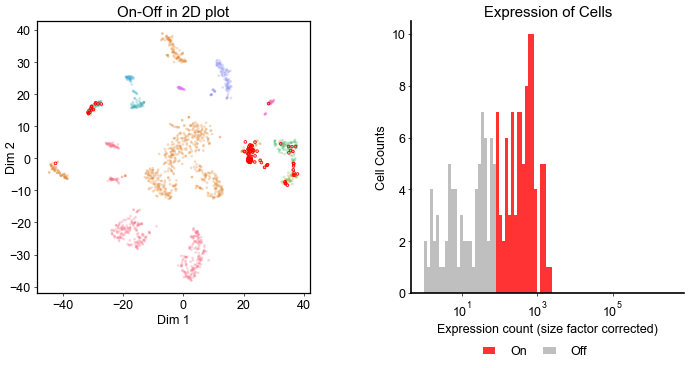 On-Off in 2D plot
Dim 2
40
30
20
10
0
−10
−20
−30
−40
−40 −20 0 20 40
Dim 1
Expression of Cells
Cell Counts
10
8
6
4
2
0
10^1 10^3 10^5
Expression count (size factor corrected)
On Off